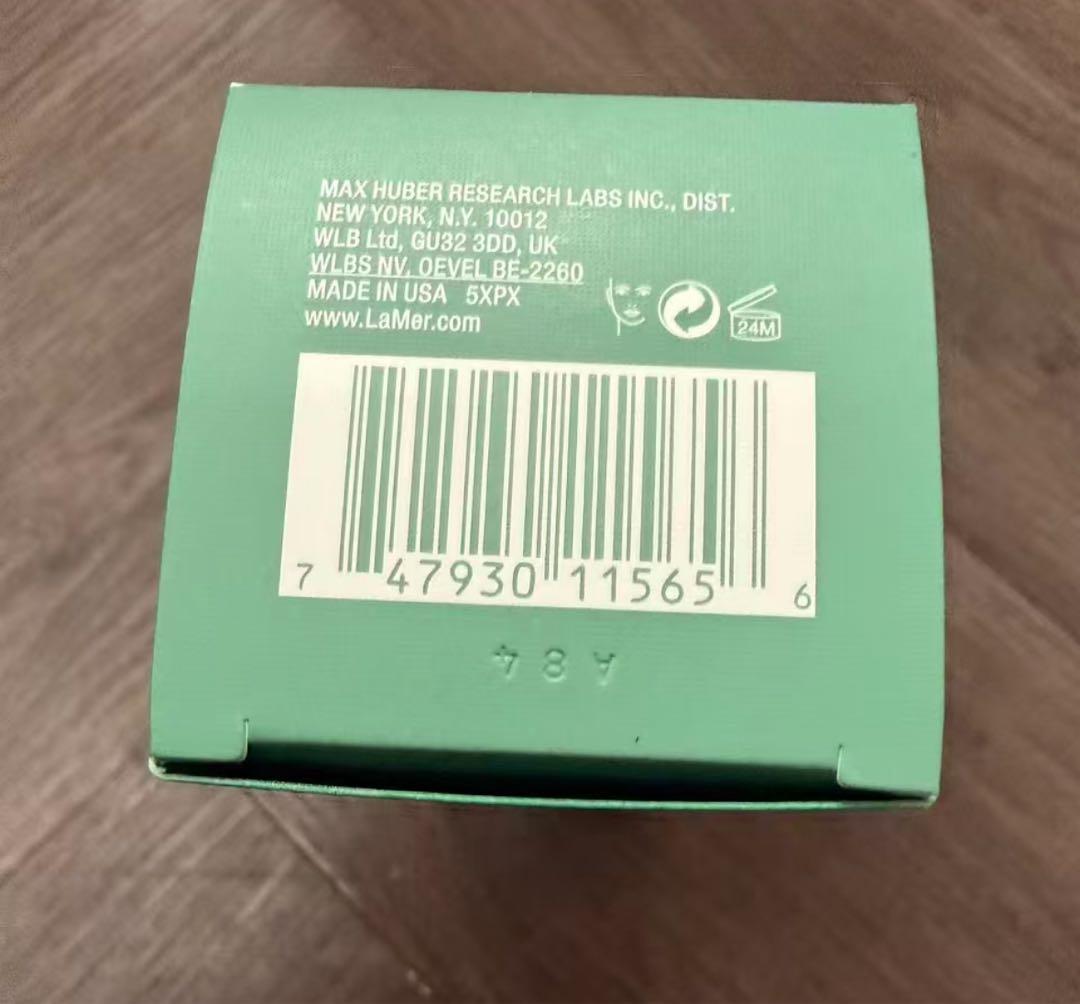 MAX HUBER RESEARCH LABS INC., DIST.
NEW YORK, N.Y. 10012
WLB Ltd, GU32 3DD, UK
WLBS NV, OEVEL BE-2260
MADE IN USA 5XPX
www.LaMer.com
24M
7 47930 11565 6
A84